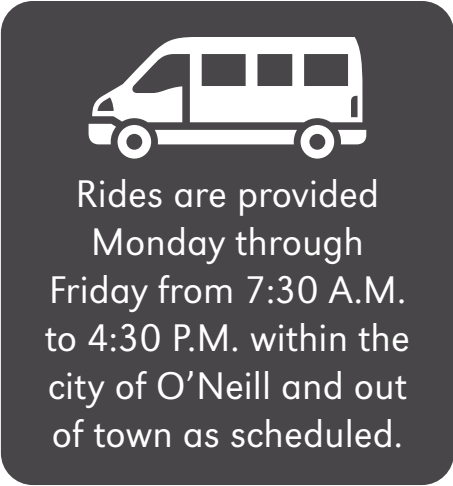 Rides are provided
Monday through
Friday from 7:30 A.M.
to 4:30 P.M. within the
city of O’Neill and out
of town as scheduled.